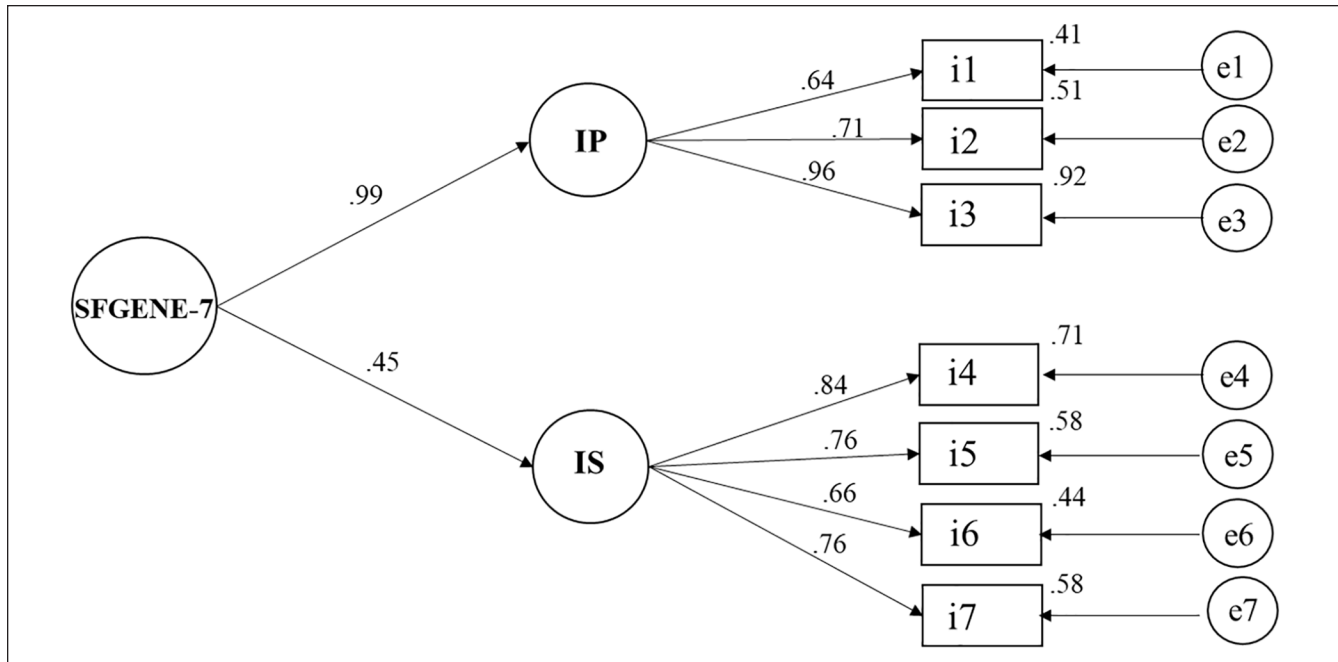 .41
i1
e1
.64
.51
.71
i2
e2
IP
.96
.92
i3
e3
.99
SFGENE-7
.45
.71
i4
e4
.84
.58
.76
i5
e5
IS
.66
.44
i6
e6
.76
.58
i7
e7